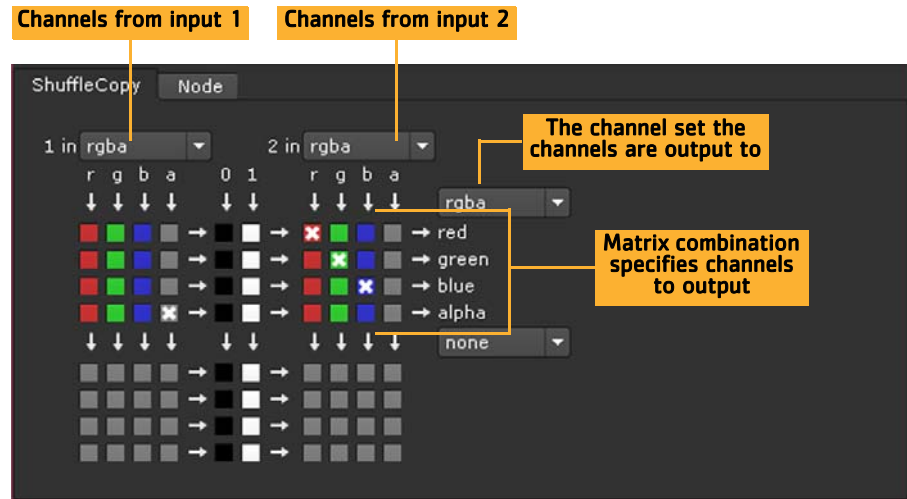 Channels from input 1
Channels from input 2
ShuffleCopy
Node
1 in rgba
2 in rgba
The channel set the
channels are output to
r g b a 0 1 r g b a
rgba
red
green
blue
alpha
Matrix combination
specifies channels
to output
none